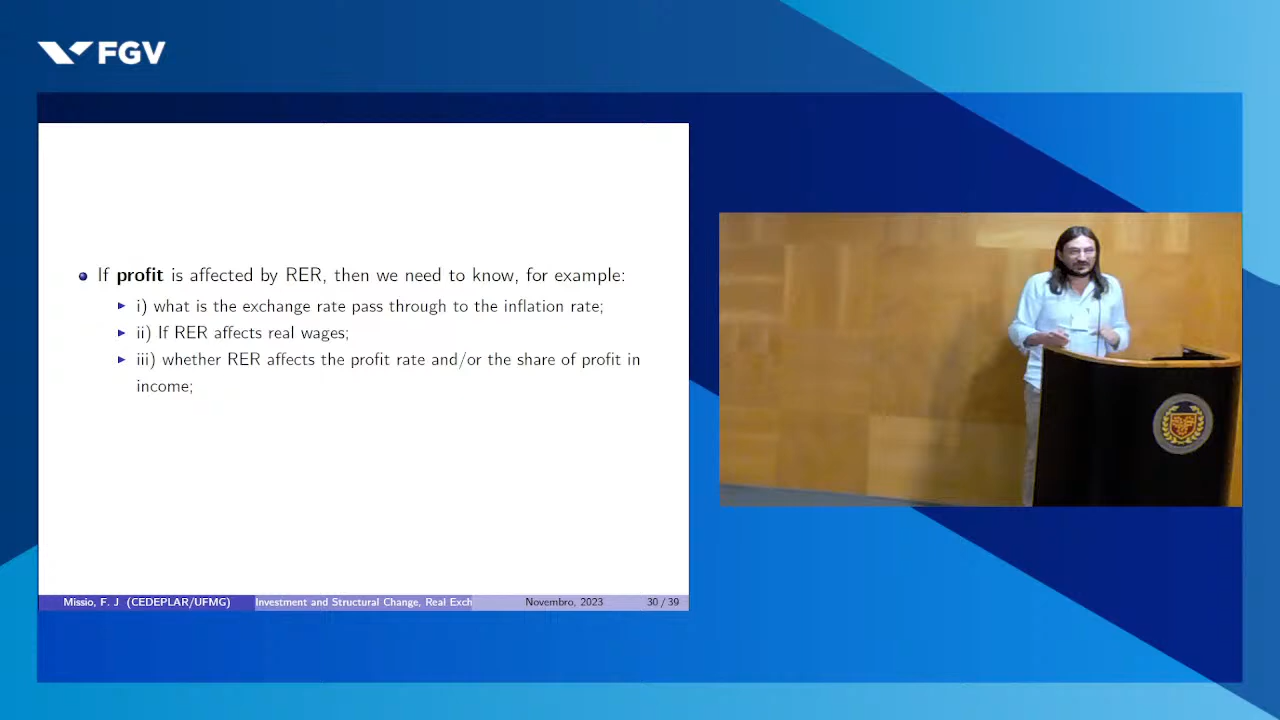 FGV
If profit is affected by RER, then we need to know, for example:
i) what is the exchange rate pass through to the inflation rate;
ii) If RER affects real wages;
iii) whether RER affects the profit rate and/or the share of profit in
income;
Missio, F. J (CEDEPLAR/UFMG) Investment and Structural Change, Real Exch Novembro, 2023 30 / 39